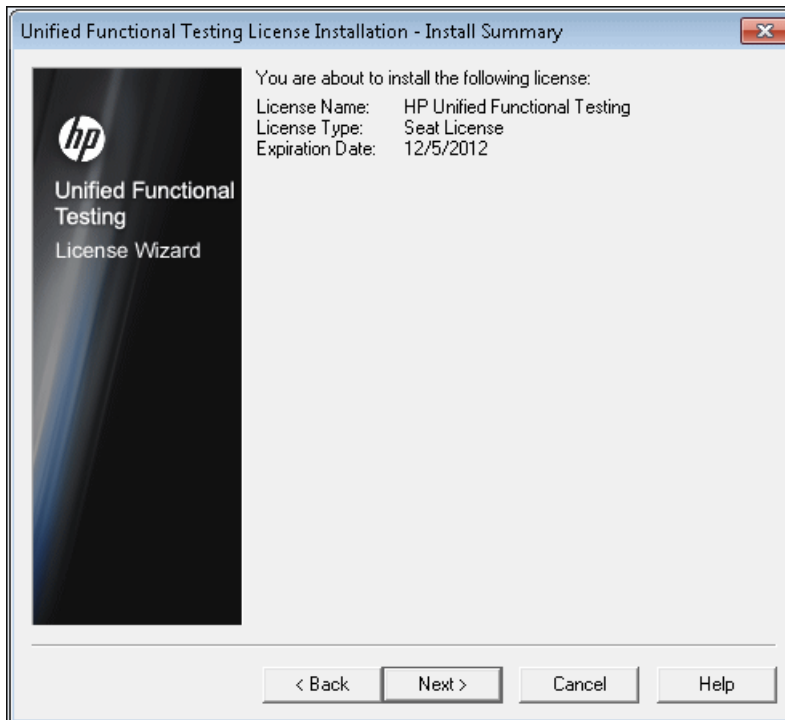 Unified Functional Testing License Installation - Install Summary
You are about to install the following license:
License Name: HP Unified Functional Testing
License Type: Seat License
Expiration Date: 12/5/2012
hp
Unified Functional
Testing
License Wizard
< Back Next > Cancel Help